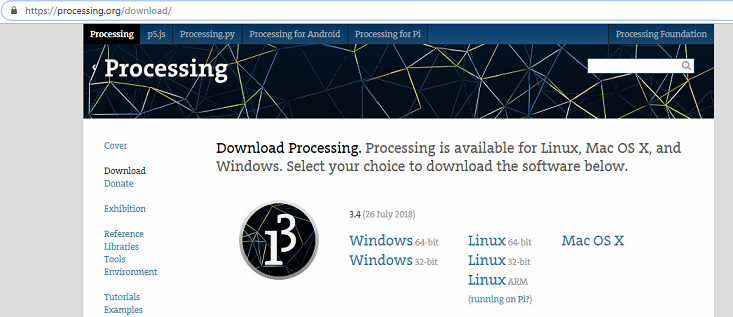 https://processing.org/download/
Processing p5.js Processing.py Processing for Android Processing for Pi Processing Foundation
Processing
Cover
Download
Donate
Exhibition
Reference
Libraries
Tools
Environment
Tutorials
Examples
Download Processing. Processing is available for Linux, Mac OS X, and
Windows. Select your choice to download the software below.
3
3.4 (26 July 2018)
Windows 64-bit Linux 64-bit Mac OS X
Windows 32-bit Linux 32-bit
Linux ARM
(running on Pi?)